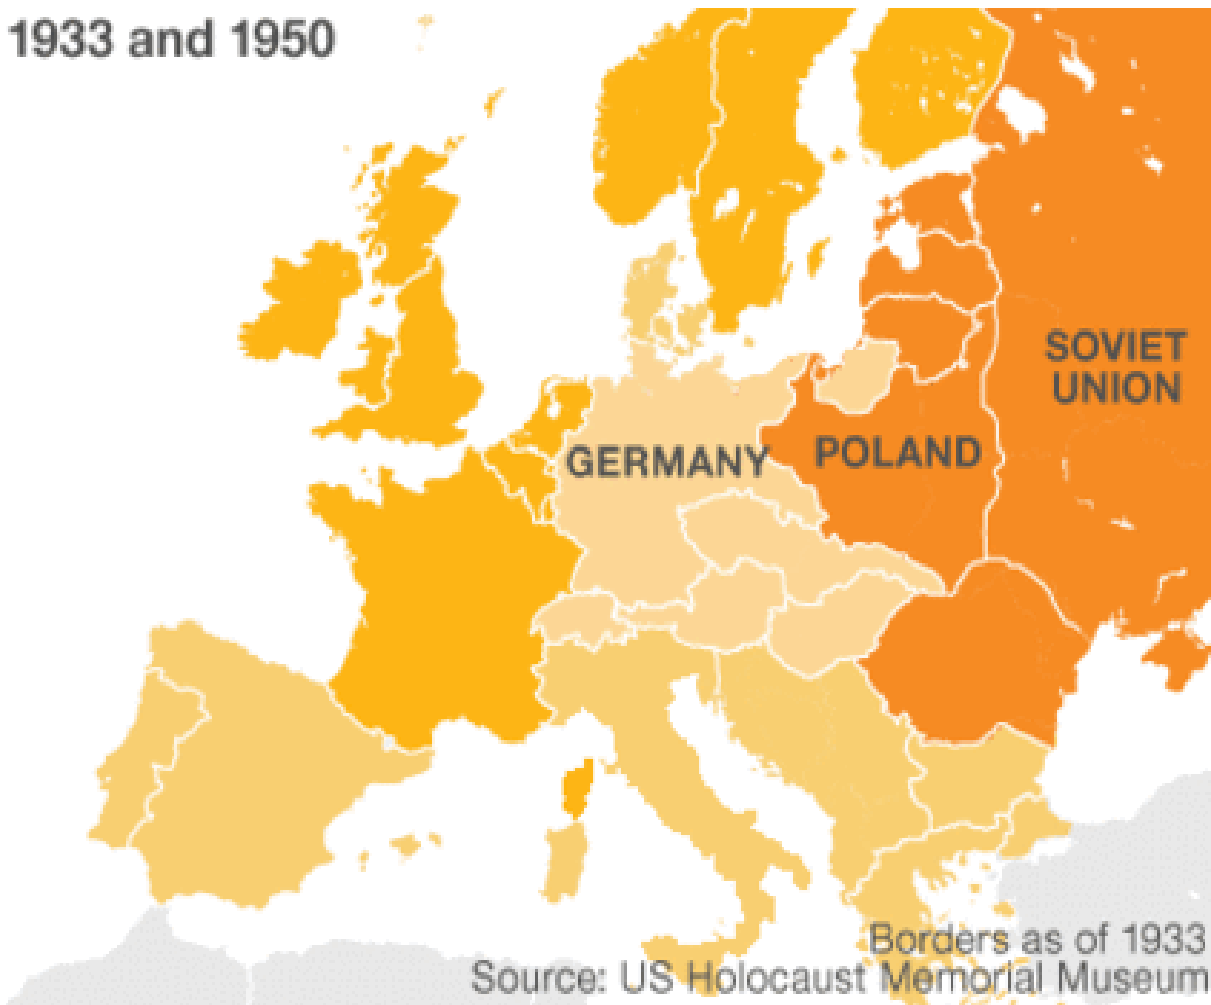 1933 and 1950
SOVIET
UNION
GERMANY
POLAND
Borders as of 1933
Source: US Holocaust Memorial Museum